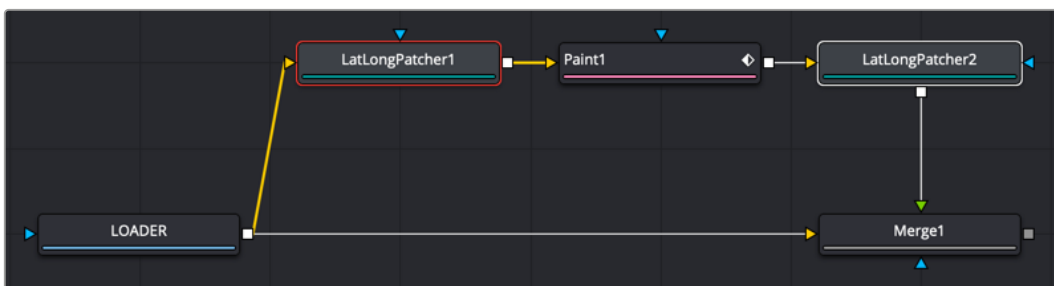 LatLongPatcher1
Paint1
LatLongPatcher2
LOADER
Merge1